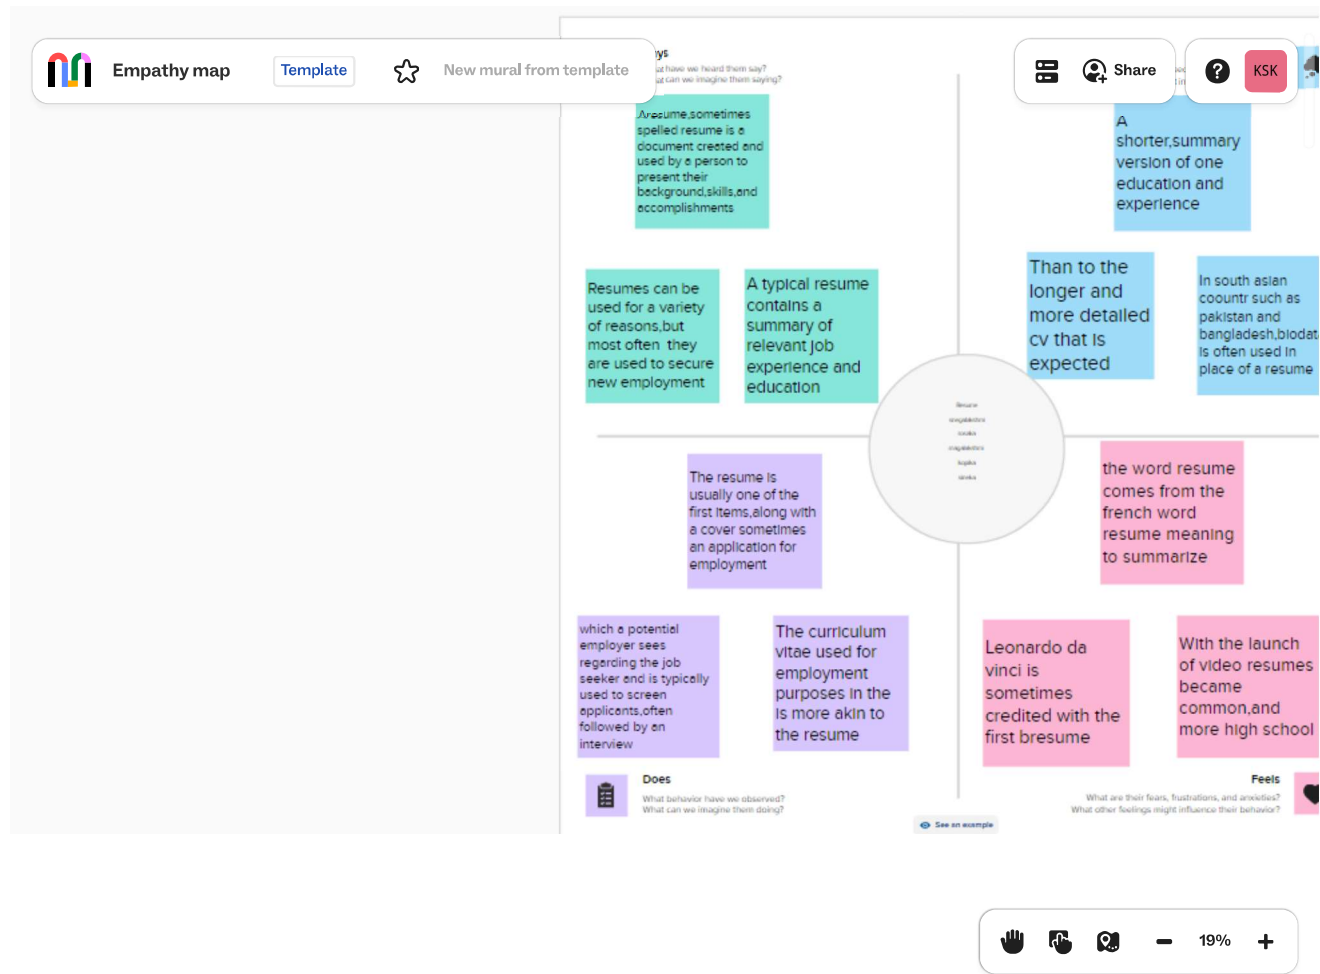 Empathy map
Template
New mural from template
Share
KSK
have we heard them say?
can we imagine them saying?
spelled resume is a
document created and
used by a person to
present their
background,skills,and
accomplishments
Resumes can be
used for a variety
of reasons,but
most often they
are used to secure
new employment
A typical resume
contains a
summary of
relevant job
experience and
education
A
shorter,summary
version of one
education and
experience
Than to the
longer and
more detailed
cv that is
expected
In south asian
coountr such as
pakistan and
bangladesh,biodat
is often used in
place of a resume
Resume
The resume is
usually one of the
first items,along with
a cover sometimes
an application for
employment
which a potential
employer sees
regarding the job
seeker and is typically
used to screen
applicants,often
followed by an
interview
The curriculum
vitae used for
employment
purposes in the
is more akin to
the resume
the word resume
comes from the
french word
resume meaning
to summarize
Leonardo da
vinci is
sometimes
credited with the
first bresume
With the launch
of video resumes
became
common,and
more high school
Does
What behavior have we observed?
What can we imagine them doing?
Feels
What are their fears, frustrations, and anxieties?
What other feelings might influence their behavior?
See an example
19%